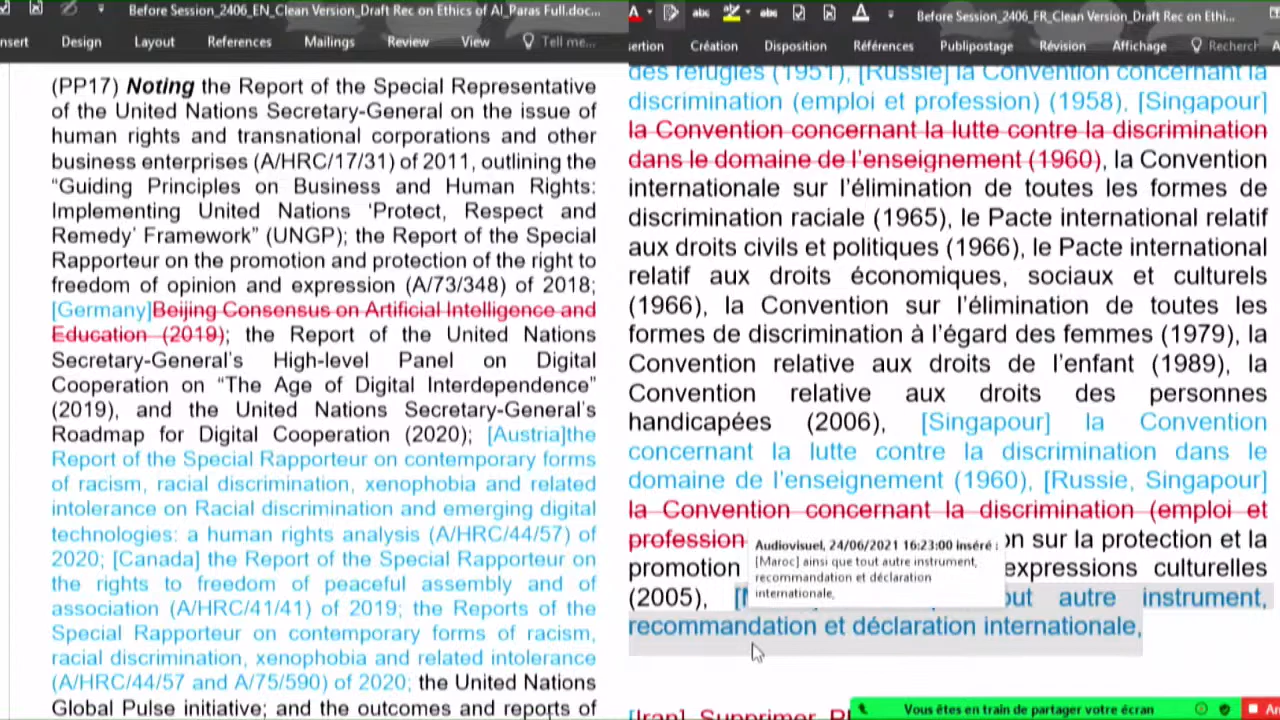 Before Session_2406_EN_Clean Version_Draft Rec on Ethics of AI_Paras Full.doc...
nsert Design Layout References Mailings Review View Tell me...
(PP17) Noting the Report of the Special Representative
of the United Nations Secretary-General on the issue of
human rights and transnational corporations and other
business enterprises (A/HRC/17/31) of 2011, outlining the
“Guiding Principles on Business and Human Rights:
Implementing United Nations ‘Protect, Respect and
Remedy’ Framework” (UNGP); the Report of the Special
Rapporteur on the promotion and protection of the right to
freedom of opinion and expression (A/73/348) of 2018;
[Germany]Beijing Consensus on Artificial Intelligence and
Education (2019); the Report of the United Nations
Secretary-General’s High-level Panel on Digital
Cooperation on “The Age of Digital Interdependence”
(2019), and the United Nations Secretary-General’s
Roadmap for Digital Cooperation (2020); [Austria]the
Report of the Special Rapporteur on contemporary forms
of racism, racial discrimination, xenophobia and related
intolerance on Racial discrimination and emerging digital
technologies: a human rights analysis (A/HRC/44/57) of
2020; [Canada] the Report of the Special Rapporteur on
the rights to freedom of peaceful assembly and of
association (A/HRC/41/41) of 2019; the Reports of the
Special Rapporteur on contemporary forms of racism,
racial discrimination, xenophobia and related intolerance
(A/HRC/44/57 and A/75/590) of 2020; the United Nations
Global Pulse initiative; and the outcomes and reports of
Before Session_2406_FR_Clean Version_Draft Rec on Ethi...
sertion Création Disposition Références Publipostage Révision Affichage Recherch
des réfugiés (1951), [Russie] la Convention concernant la
discrimination (emploi et profession) (1958), [Singapour]
la Convention concernant la lutte contre la discrimination
dans le domaine de l’enseignement (1960), la Convention
internationale sur l’élimination de toutes les formes de
discrimination raciale (1965), le Pacte international relatif
aux droits civils et politiques (1966), le Pacte international
relatif aux droits économiques, sociaux et culturels
(1966), la Convention sur l’élimination de toutes les
formes de discrimination à l’égard des femmes (1979), la
Convention relative aux droits de l’enfant (1989), la
Convention relative aux droits des personnes
handicapées (2006), [Singapour] la Convention
concernant la lutte contre la discrimination dans le
domaine de l’enseignement (1960), [Russie, Singapour]
la Convention concernant la discrimination (emploi et
profession on sur la protection et la
promotion expressions culturelles
(2005), out autre instrument,
recommandation et déclaration internationale,
Audiovisuel, 24/06/2021 16:23:00 inséré :
[Maroc] ainsi que tout autre instrument,
recommandation et déclaration
internationale,
[Iran] Supprimer
Vous êtes en train de partager votre écran